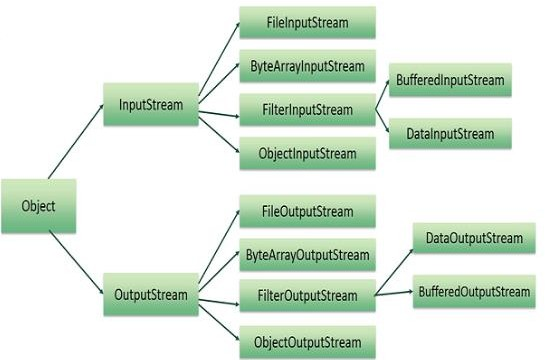 FileInputStream
ByteArrayInputStream
BufferedInputStream
InputStream
FilterInputStream
DataInputStream
ObjectInputStream
Object
FileOutputStream
DataOutputStream
ByteArrayOutputStream
OutputStream
FilterOutputStream
BufferedOutputStream
ObjectOutputStream